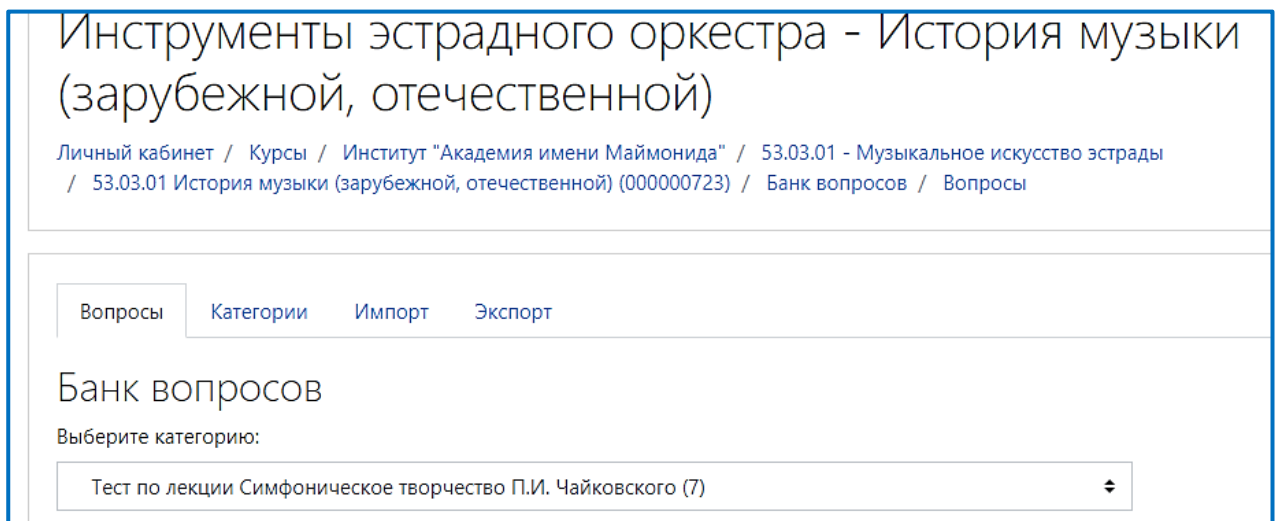 Инструменты эстрадного оркестра - История музыки
(зарубежной, отечественной)
Личный кабинет / Курсы / Институт "Академия имени Маймонида" / 53.03.01 - Музыкальное искусство эстрады
/ 53.03.01 История музыки (зарубежной, отечественной) (000000723) / Банк вопросов / Вопросы
Вопросы Категории Импорт Экспорт
Банк вопросов
Выберите категорию:
Тест по лекции Симфоническое творчество П.И. Чайковского (7)